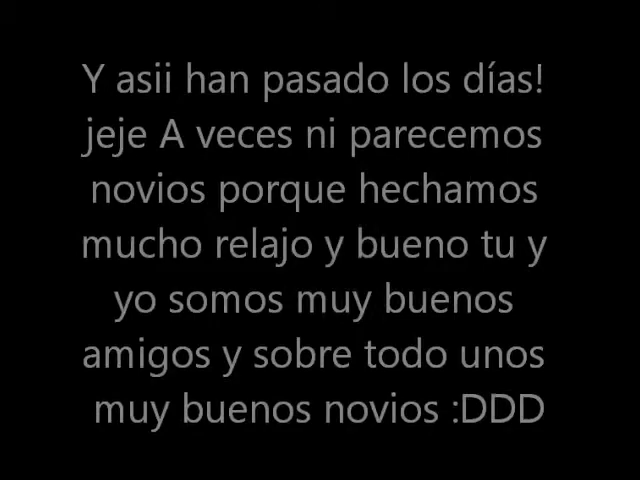 Y asii han pasado los días!
jeje A veces ni parecemos
novios porque hechamos
mucho relajo y bueno tu y
yo somos muy buenos
amigos y sobre todo unos
muy buenos novios :DDD